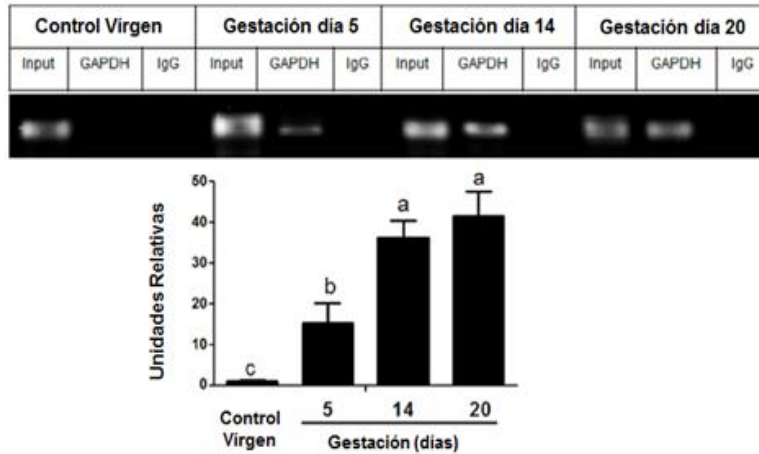 Control Virgen Gestación día 5 Gestación día 14 Gestación día 20
Input GAPDH IgG Input GAPDH IgG Input GAPDH IgG Input GAPDH IgG
Unidades Relativas
50
40
30
20
10
0
c b a a
Control Virgen
5 14 20
Gestación (días)